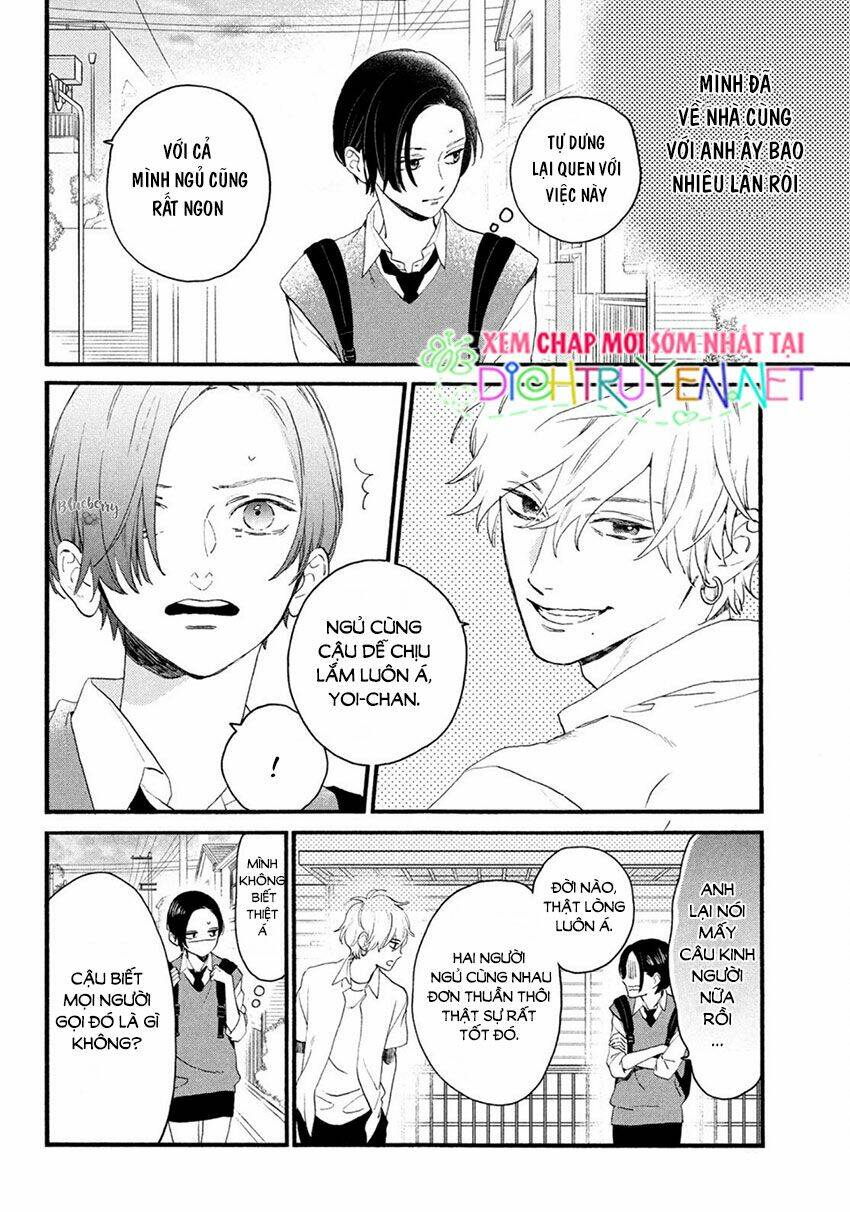 MINH ĐÃ
VỀ NHÀ CÙNG
VỚI ANH ẤY BAO
NHIÊU LẦN RỒI
TỰ DƯNG
LẠI QUEN VỚI
VIỆC NÀY
VỚI CẢ
MÌNH NGỦ CŨNG
RẤT NGON
XEM CHAP MỚI SỚM NHẤT TẠI
DICHTRUYEN.NET
Blueberry
NGỦ CÙNG
CẬU DỄ CHỊU
LẮM LUÔN Á,
YOI-CHAN.
!
ANH
LẠI NÓI
MẤY
CÂU KINH
NGƯỜI
NỮA
RỒI
...
ĐỜI NÀO,
THẬT LÒNG
LUÔN Á.
HAI NGƯỜI
NGỦ CÙNG NHAU
ĐƠN THUẦN THÔI
THẬT SỰ RẤT
TỐT ĐÓ.
MÌNH
KHÔNG
BIẾT
THIỆT
Á
CẬU BIẾT
MỌI NGƯỜI
GỌI ĐÓ LÀ GÌ
KHÔNG?